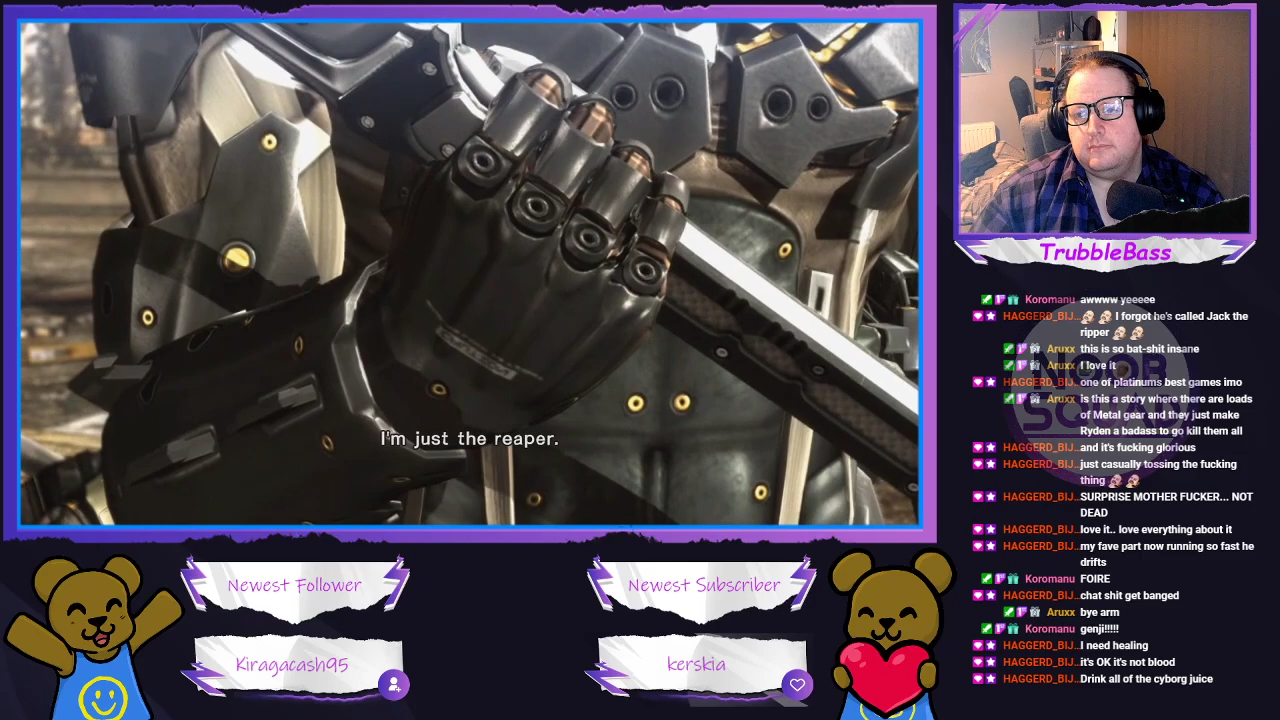 I'm just the reaper.
TrubbleBass
Koromanu awwww yeeeee
HAGGERD_BIJ... I forgot he's called Jack the
ripper
Aruxx this is so bat-shit insane
Aruxx I love it
HAGGERD_BIJ... one of platinums best games imo
Aruxx is this a story where there are loads
of Metal gear and they just make
Ryden a badass to go kill them all
HAGGERD_BIJ... and it's fucking glorious
HAGGERD_BIJ... just casually tossing the fucking
thing
HAGGERD_BIJ... SURPRISE MOTHER FUCKER... NOT
DEAD
HAGGERD_BIJ... love it.. love everything about it
HAGGERD_BIJ... my fave part now running so fast he
drifts
Koromanu FOIRE
HAGGERD_BIJ... chat shit get banged
Aruxx bye arm
Koromanu genji!!!!!
HAGGERD_BIJ... I need healing
HAGGERD_BIJ... it's OK it's not blood
HAGGERD_BIJ... Drink all of the cyborg juice
NOOB
SQUAD
Newest Follower
Kiragacash95
Newest Subscriber
kerskia